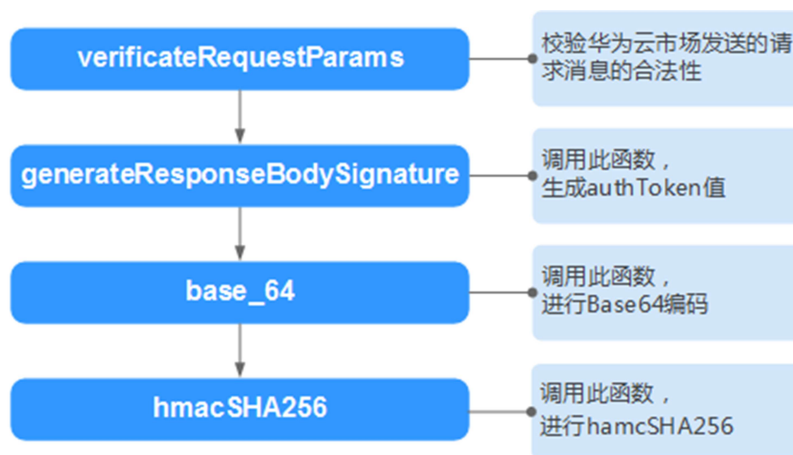 verificateRequestParams
校验华为云市场发送的请
求消息的合法性
generateResponseBodySignature
调用此函数，
生成authToken值
base_64
调用此函数，
进行Base64编码
hmacSHA256
调用此函数，
进行hamcSHA256